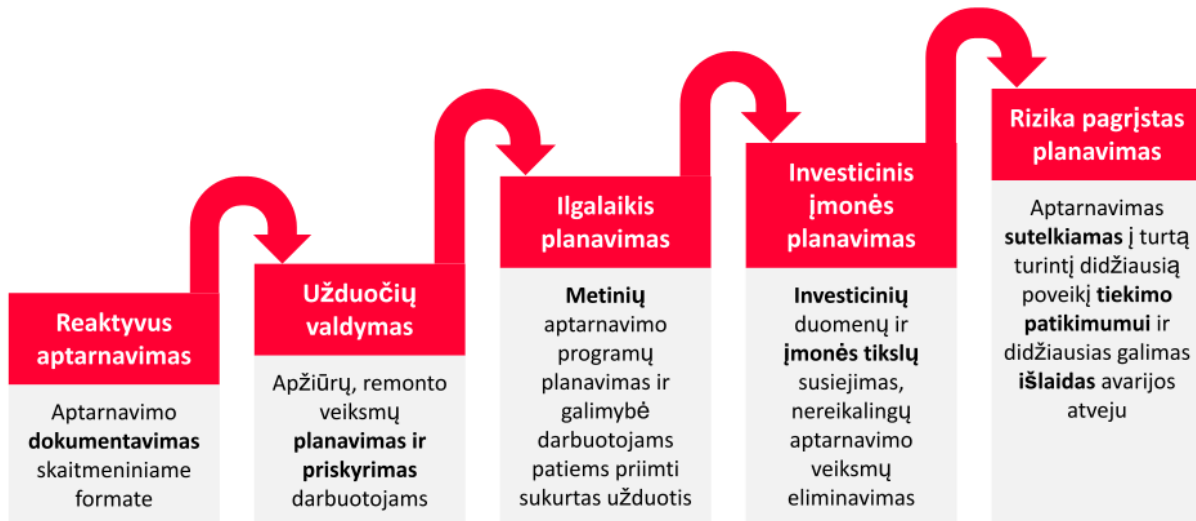 Reaktyvus
aptarnavimas
Aptarnavimo
dokumentavimas
skaitmeniniame
formate
Užduočių
valdymas
Apžiūrų, remonto
veiksmų
planavimas ir
priskyrimas
darbuotojams
Ilgalaikis
planavimas
Metinių
aptarnavimo
programų
planavimas ir
galimybė
darbuotojams
patiems priimti
sukurtas užduotis
Investicinis
įmonės
planavimas
Investicinių
duomenų ir
įmonės tikslų
susiejimas,
nereikalingų
aptarnavimo
veiksmų
eliminavimas
Rizika pagrįstas
planavimas
Aptarnavimas
sutelkiamas į turtą
turintį didžiausią
poveikį tiekimo
patikimumui ir
didžiausias galimas
išlaidas avarijos
atveju